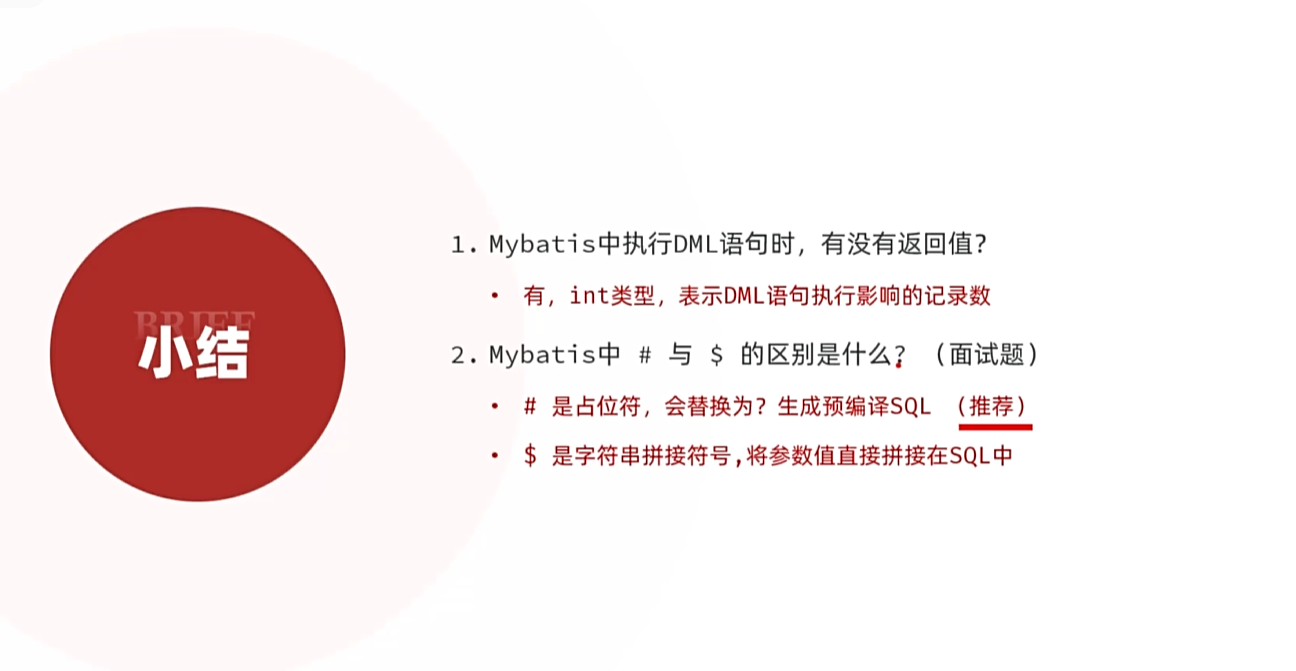 BRIEF
小结
1. Mybatis中执行DML语句时，有没有返回值？
• 有，int类型，表示DML语句执行影响的记录数
2. Mybatis中 # 与 $ 的区别是什么？（面试题）
• # 是占位符，会替换为？生成预编译SQL （推荐）
• $ 是字符串拼接符号,将参数值直接拼接在SQL中